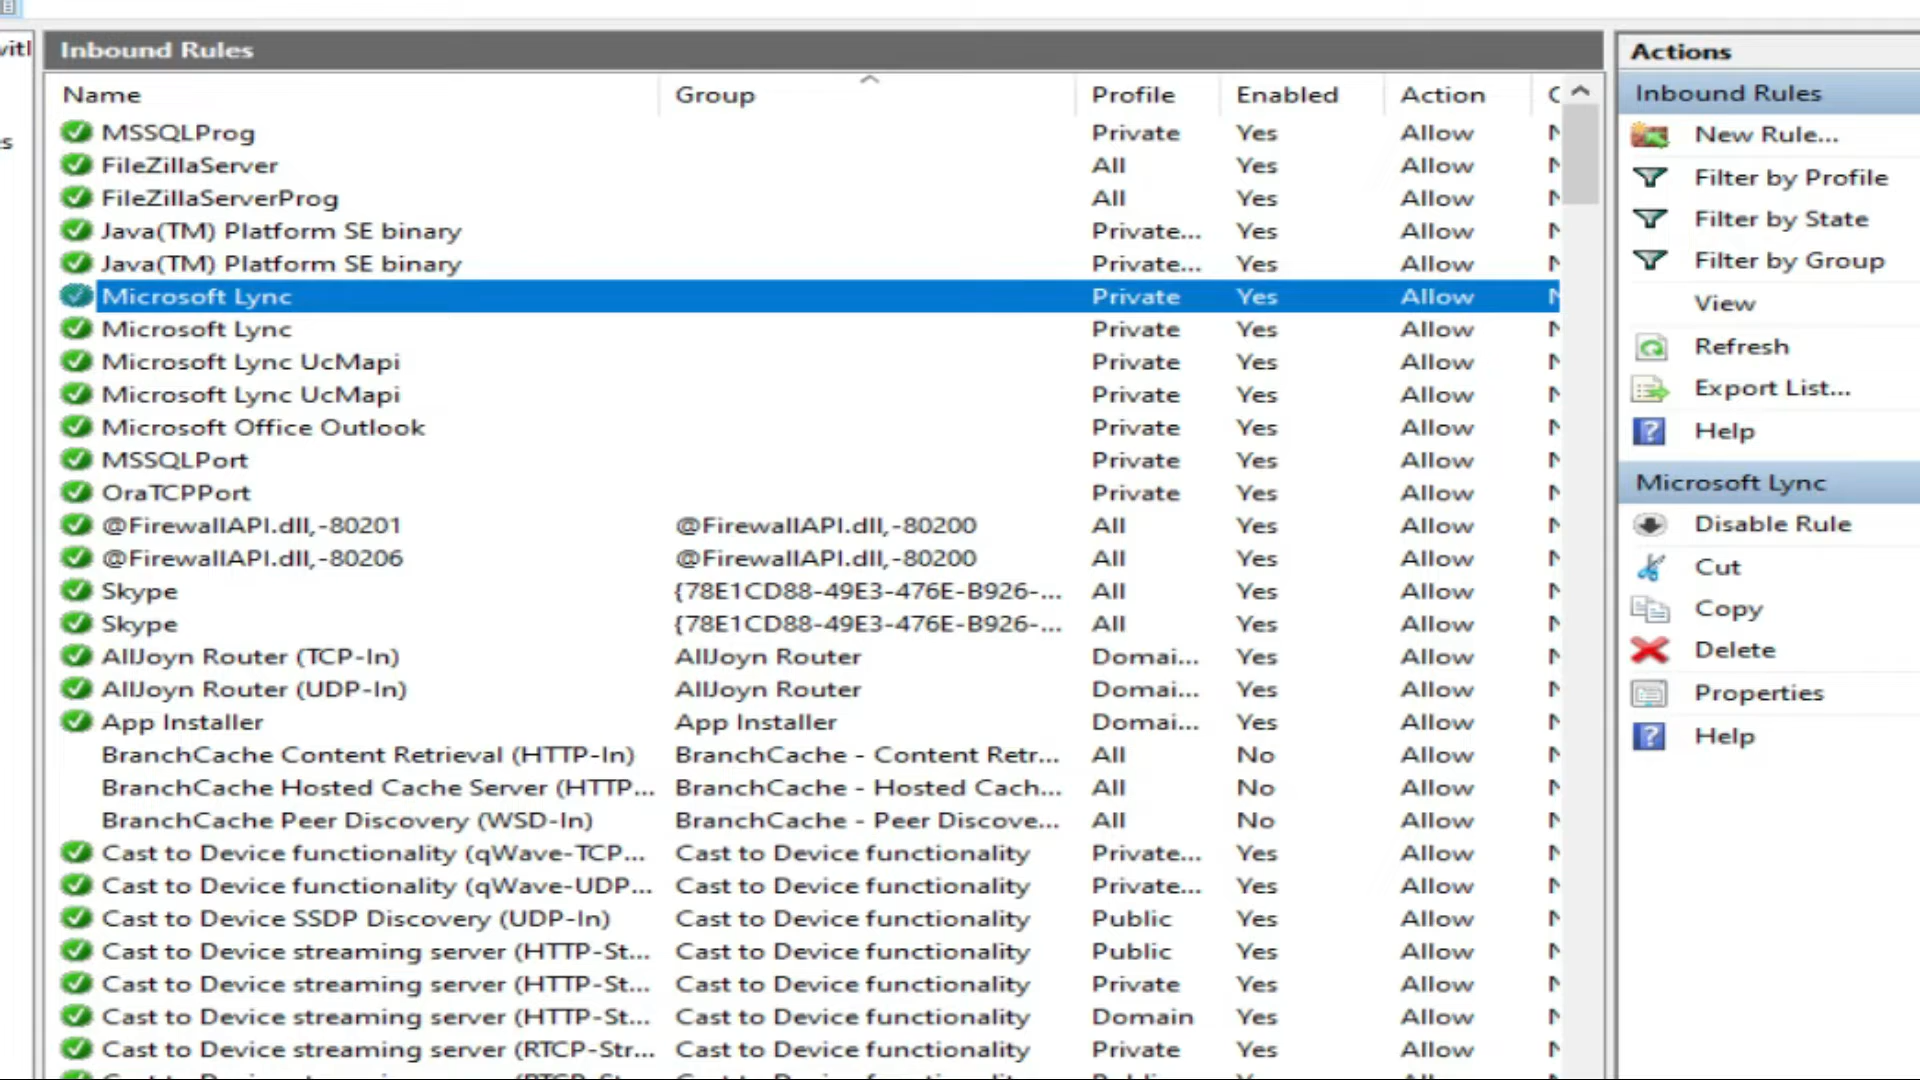 vitl
Inbound Rules
Name Group Profile Enabled Action
MSSQLProg Private Yes Allow
s
FileZillaServer All Yes Allow
FileZillaServerProg All Yes Allow
Java(TM) Platform SE binary Private... Yes Allow
Java(TM) Platform SE binary Private... Yes Allow
Microsoft Lync Private Yes Allow
Microsoft Lync Private Yes Allow
Microsoft Lync UcMapi Private Yes Allow
Microsoft Lync UcMapi Private Yes Allow
Microsoft Office Outlook Private Yes Allow
MSSQLPort Private Yes Allow
OraTCPPort Private Yes Allow
@FirewallAPI.dll,-80201 @FirewallAPI.dll,-80200 All Yes Allow
@FirewallAPI.dll,-80206 @FirewallAPI.dll,-80200 All Yes Allow
Skype {78E1CD88-49E3-476E-B926-... All Yes Allow
Skype {78E1CD88-49E3-476E-B926-... All Yes Allow
AllJoyn Router (TCP-In) AllJoyn Router Domai... Yes Allow
AllJoyn Router (UDP-In) AllJoyn Router Domai... Yes Allow
App Installer App Installer Domai... Yes Allow
BranchCache Content Retrieval (HTTP-In) BranchCache - Content Retr... All No Allow
BranchCache Hosted Cache Server (HTTP... BranchCache - Hosted Cach... All No Allow
BranchCache Peer Discovery (WSD-In) BranchCache - Peer Discove... All No Allow
Cast to Device functionality (qWave-TCP... Cast to Device functionality Private... Yes Allow
Cast to Device functionality (qWave-UDP... Cast to Device functionality Private... Yes Allow
Cast to Device SSDP Discovery (UDP-In) Cast to Device functionality Public Yes Allow
Cast to Device streaming server (HTTP-St... Cast to Device functionality Public Yes Allow
Cast to Device streaming server (HTTP-St... Cast to Device functionality Private Yes Allow
Cast to Device streaming server (HTTP-St... Cast to Device functionality Domain Yes Allow
Cast to Device streaming server (RTCP-Str... Cast to Device functionality Private Yes Allow
Actions
Inbound Rules
New Rule...
Filter by Profile
Filter by State
Filter by Group
View
Refresh
Export List...
Help
Microsoft Lync
Disable Rule
Cut
Copy
Delete
Properties
Help